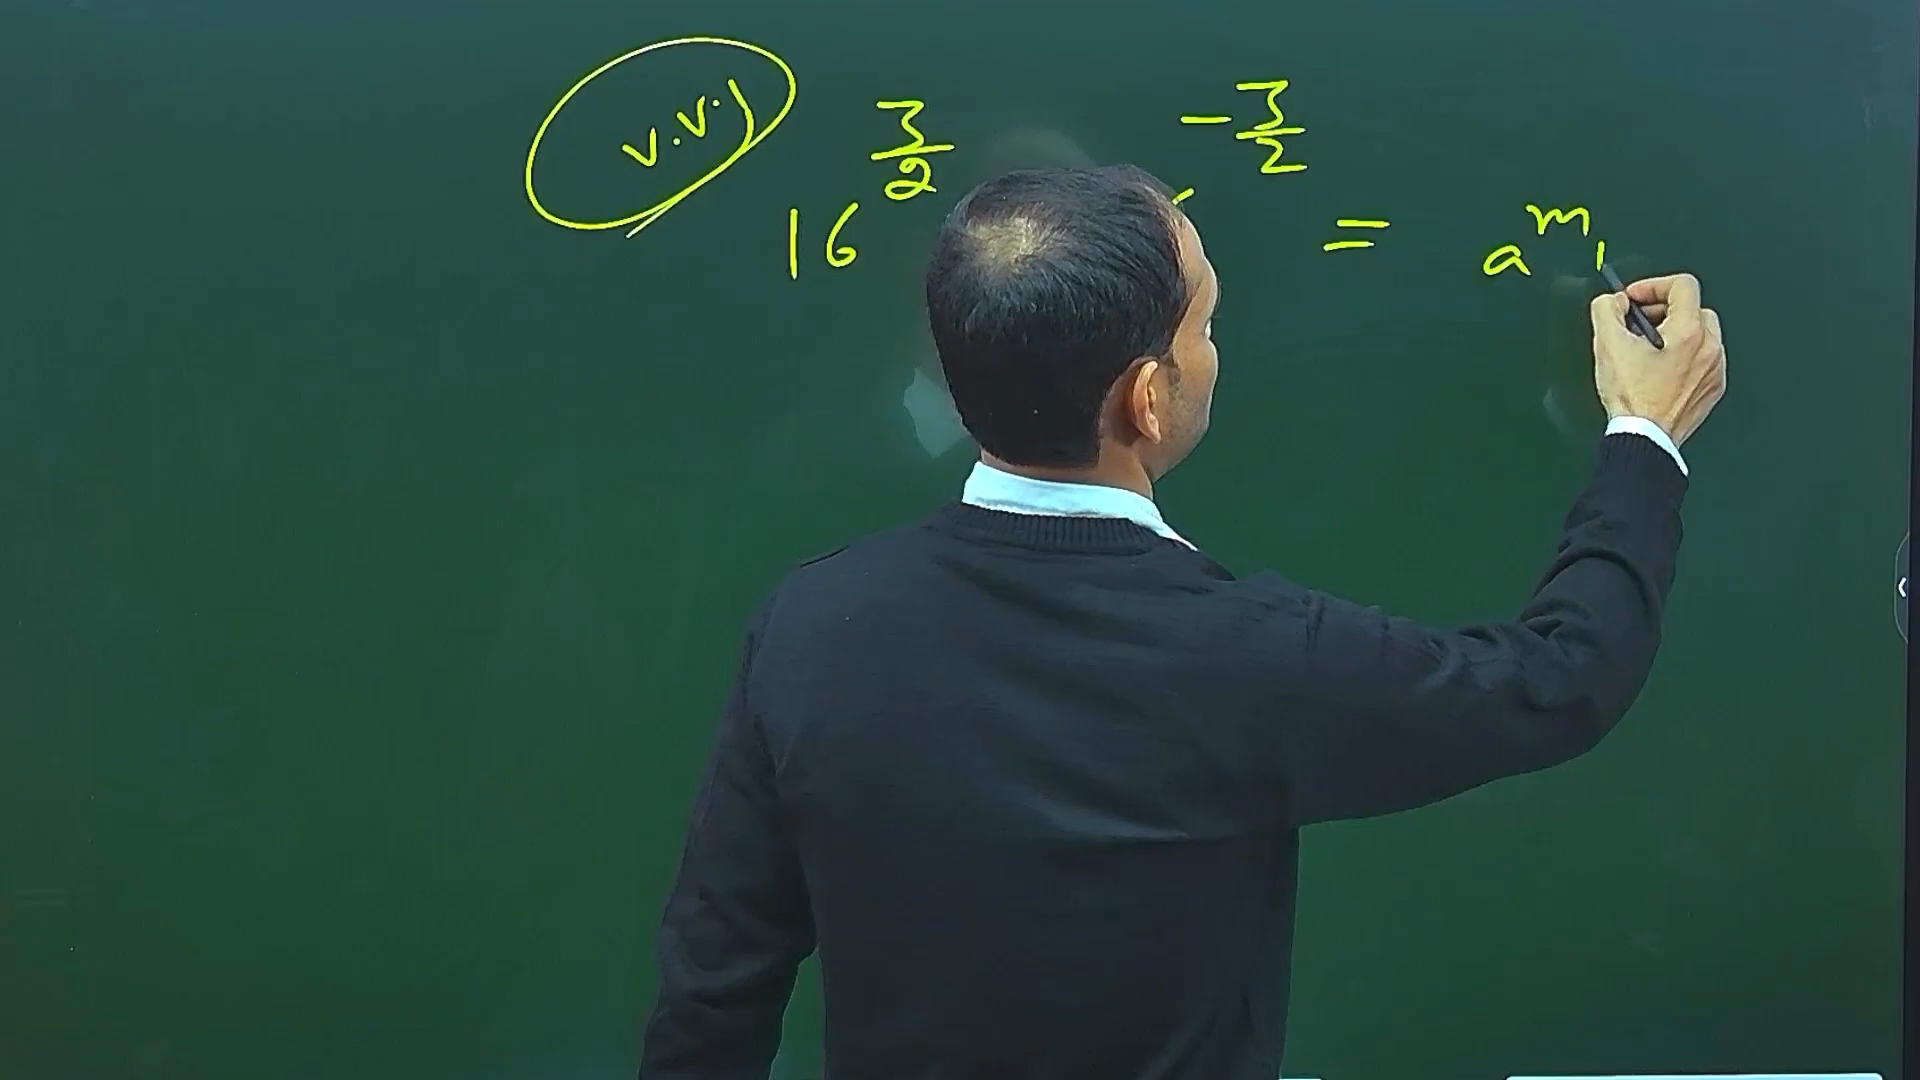 V.V.)
16^{3/2} ^{-3/2} = a^m